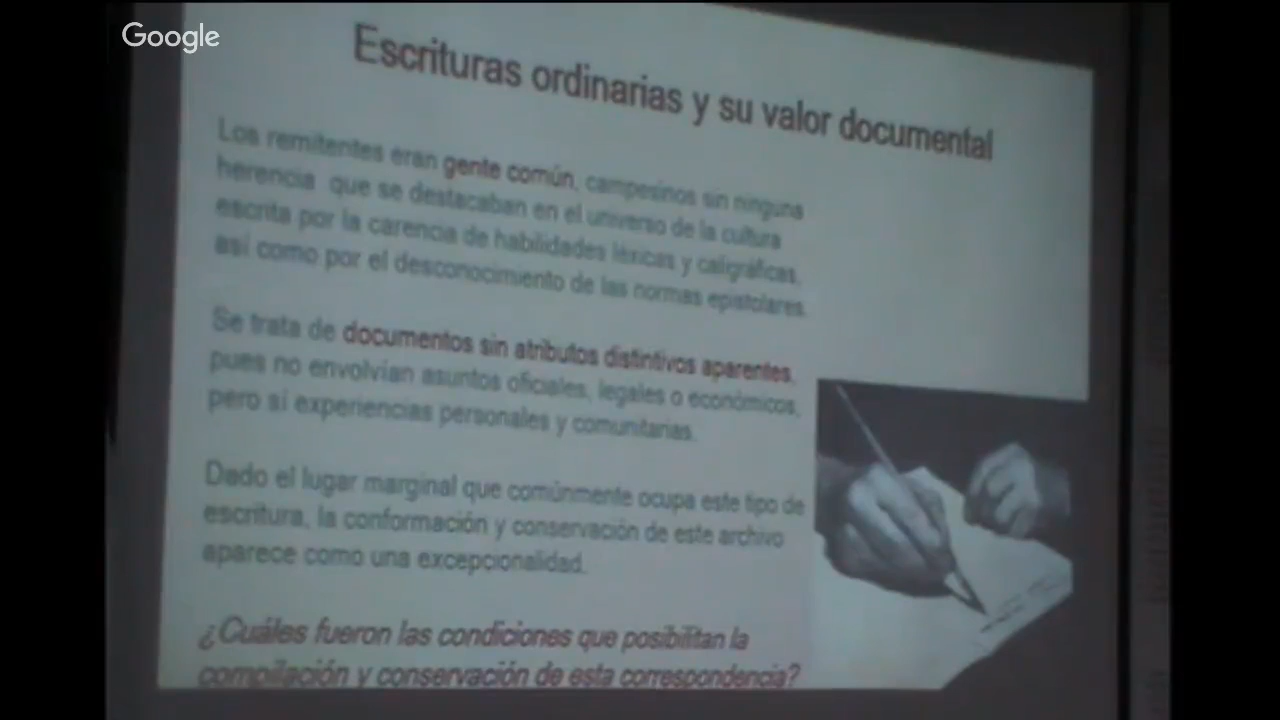 Google
Escrituras ordinarias y su valor documental
Los remitentes eran gente común, campesinos sin ninguna
herencia que se destacaban en el universo de la cultura
escrita por la carencia de habilidades léxicas y caligráficas,
así como por el desconocimiento de las normas epistolares.
Se trata de documentos sin atributos distintivos aparentes,
pues no envolvían asuntos oficiales, legales o económicos,
pero sí experiencias personales y comunitarias.
Dado el lugar marginal que comúnmente ocupa este tipo de
escritura, la conformación y conservación de este archivo
aparece como una excepcionalidad.
¿Cuáles fueron las condiciones que posibilitan la
compilación y conservación de esta correspondencia?